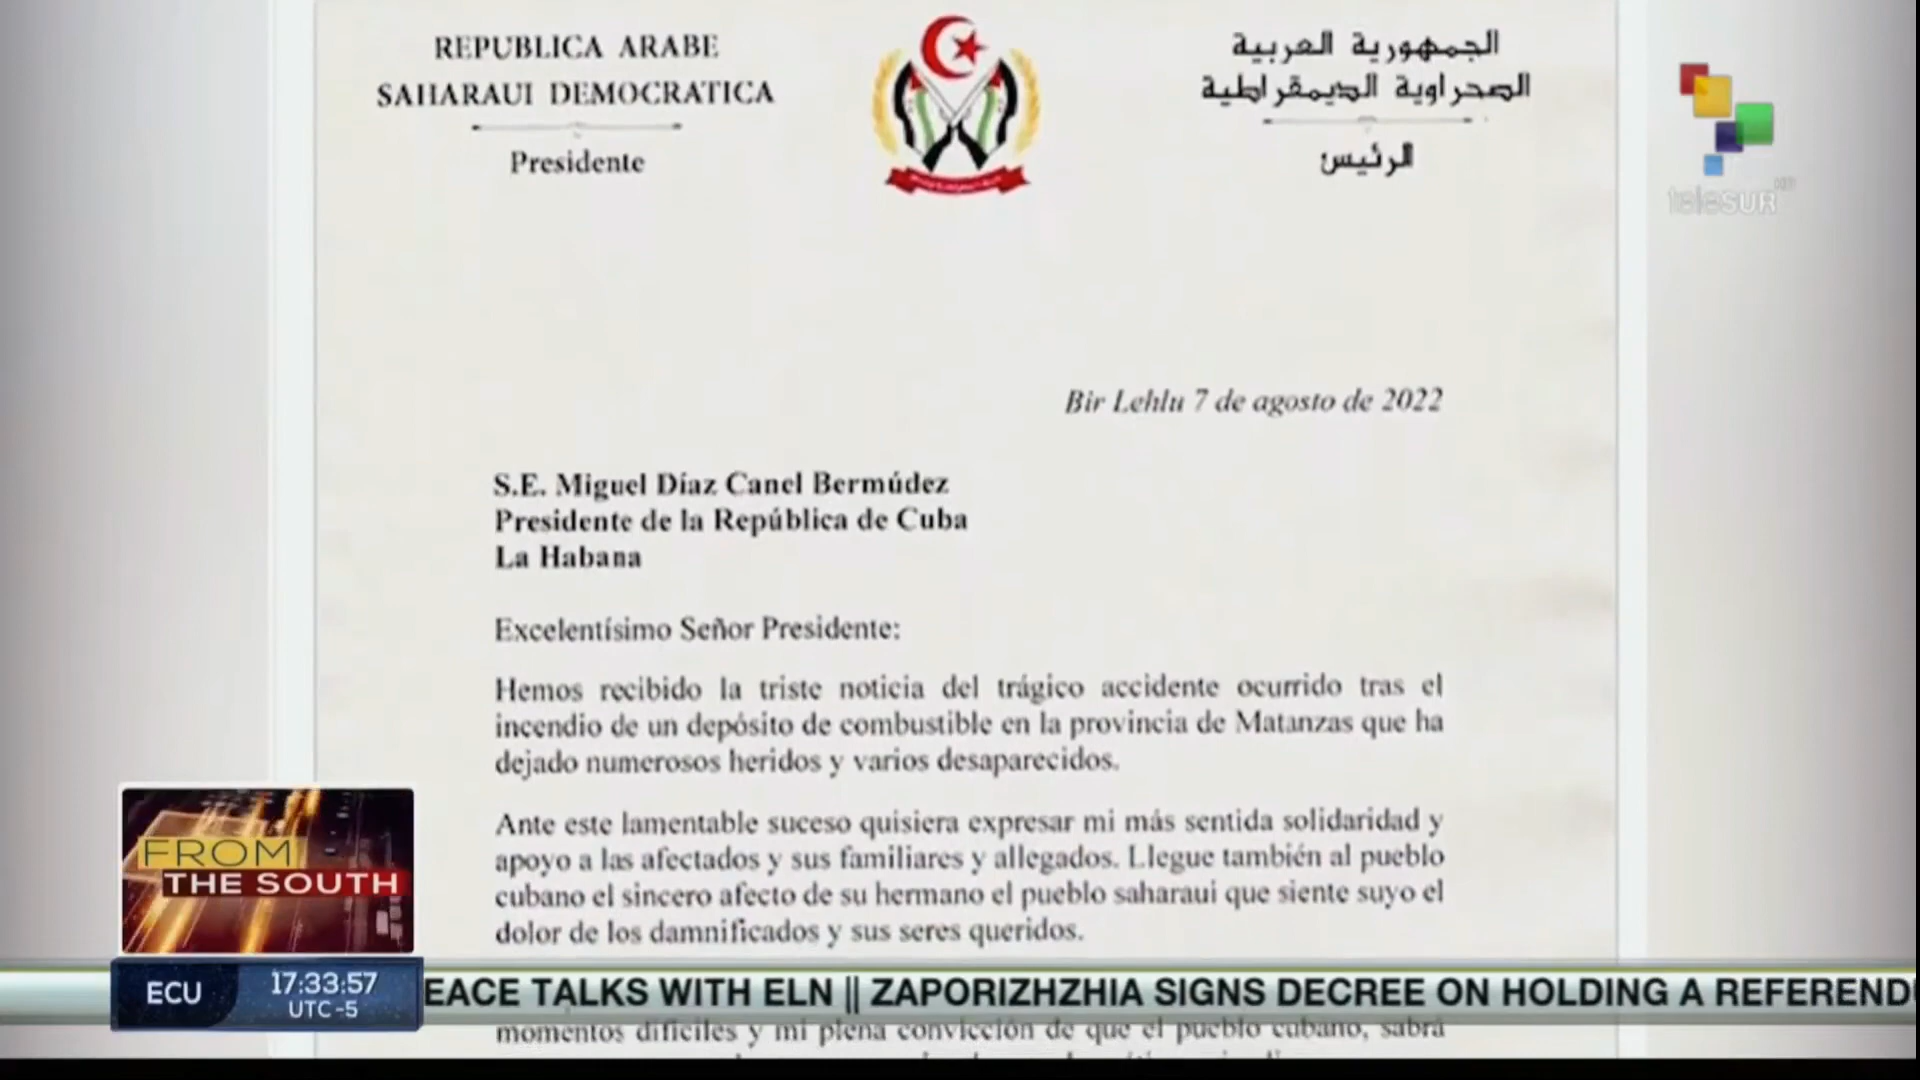 REPUBLICA ARABE
SAHARAUI DEMOCRATICA
Presidente
الجمهورية العربية
الصحراوية الديمقراطية
الرئيس
teleSUR HD
Bir Lehlu 7 de agosto de 2022
S.E. Miguel Díaz Canel Bermúdez
Presidente de la República de Cuba
La Habana
Excelentísimo Señor Presidente:
Hemos recibido la triste noticia del trágico accidente ocurrido tras el
incendio de un depósito de combustible en la provincia de Matanzas que ha
dejado numerosos heridos y varios desaparecidos.
Ante este lamentable suceso quisiera expresar mi más sentida solidaridad y
apoyo a las afectados y sus familiares y allegados. Llegue también al pueblo
cubano el sincero afecto de su hermano el pueblo saharaui que siente suyo el
dolor de los damnificados y sus seres queridos.
FROM
THE SOUTH
ECU
17:33:57
UTC-5
EACE TALKS WITH ELN || ZAPORIZHZHIA SIGNS DECREE ON HOLDING A REFEREND
momentos difíciles y mi plena convicción de que el pueblo cubano, sabrá